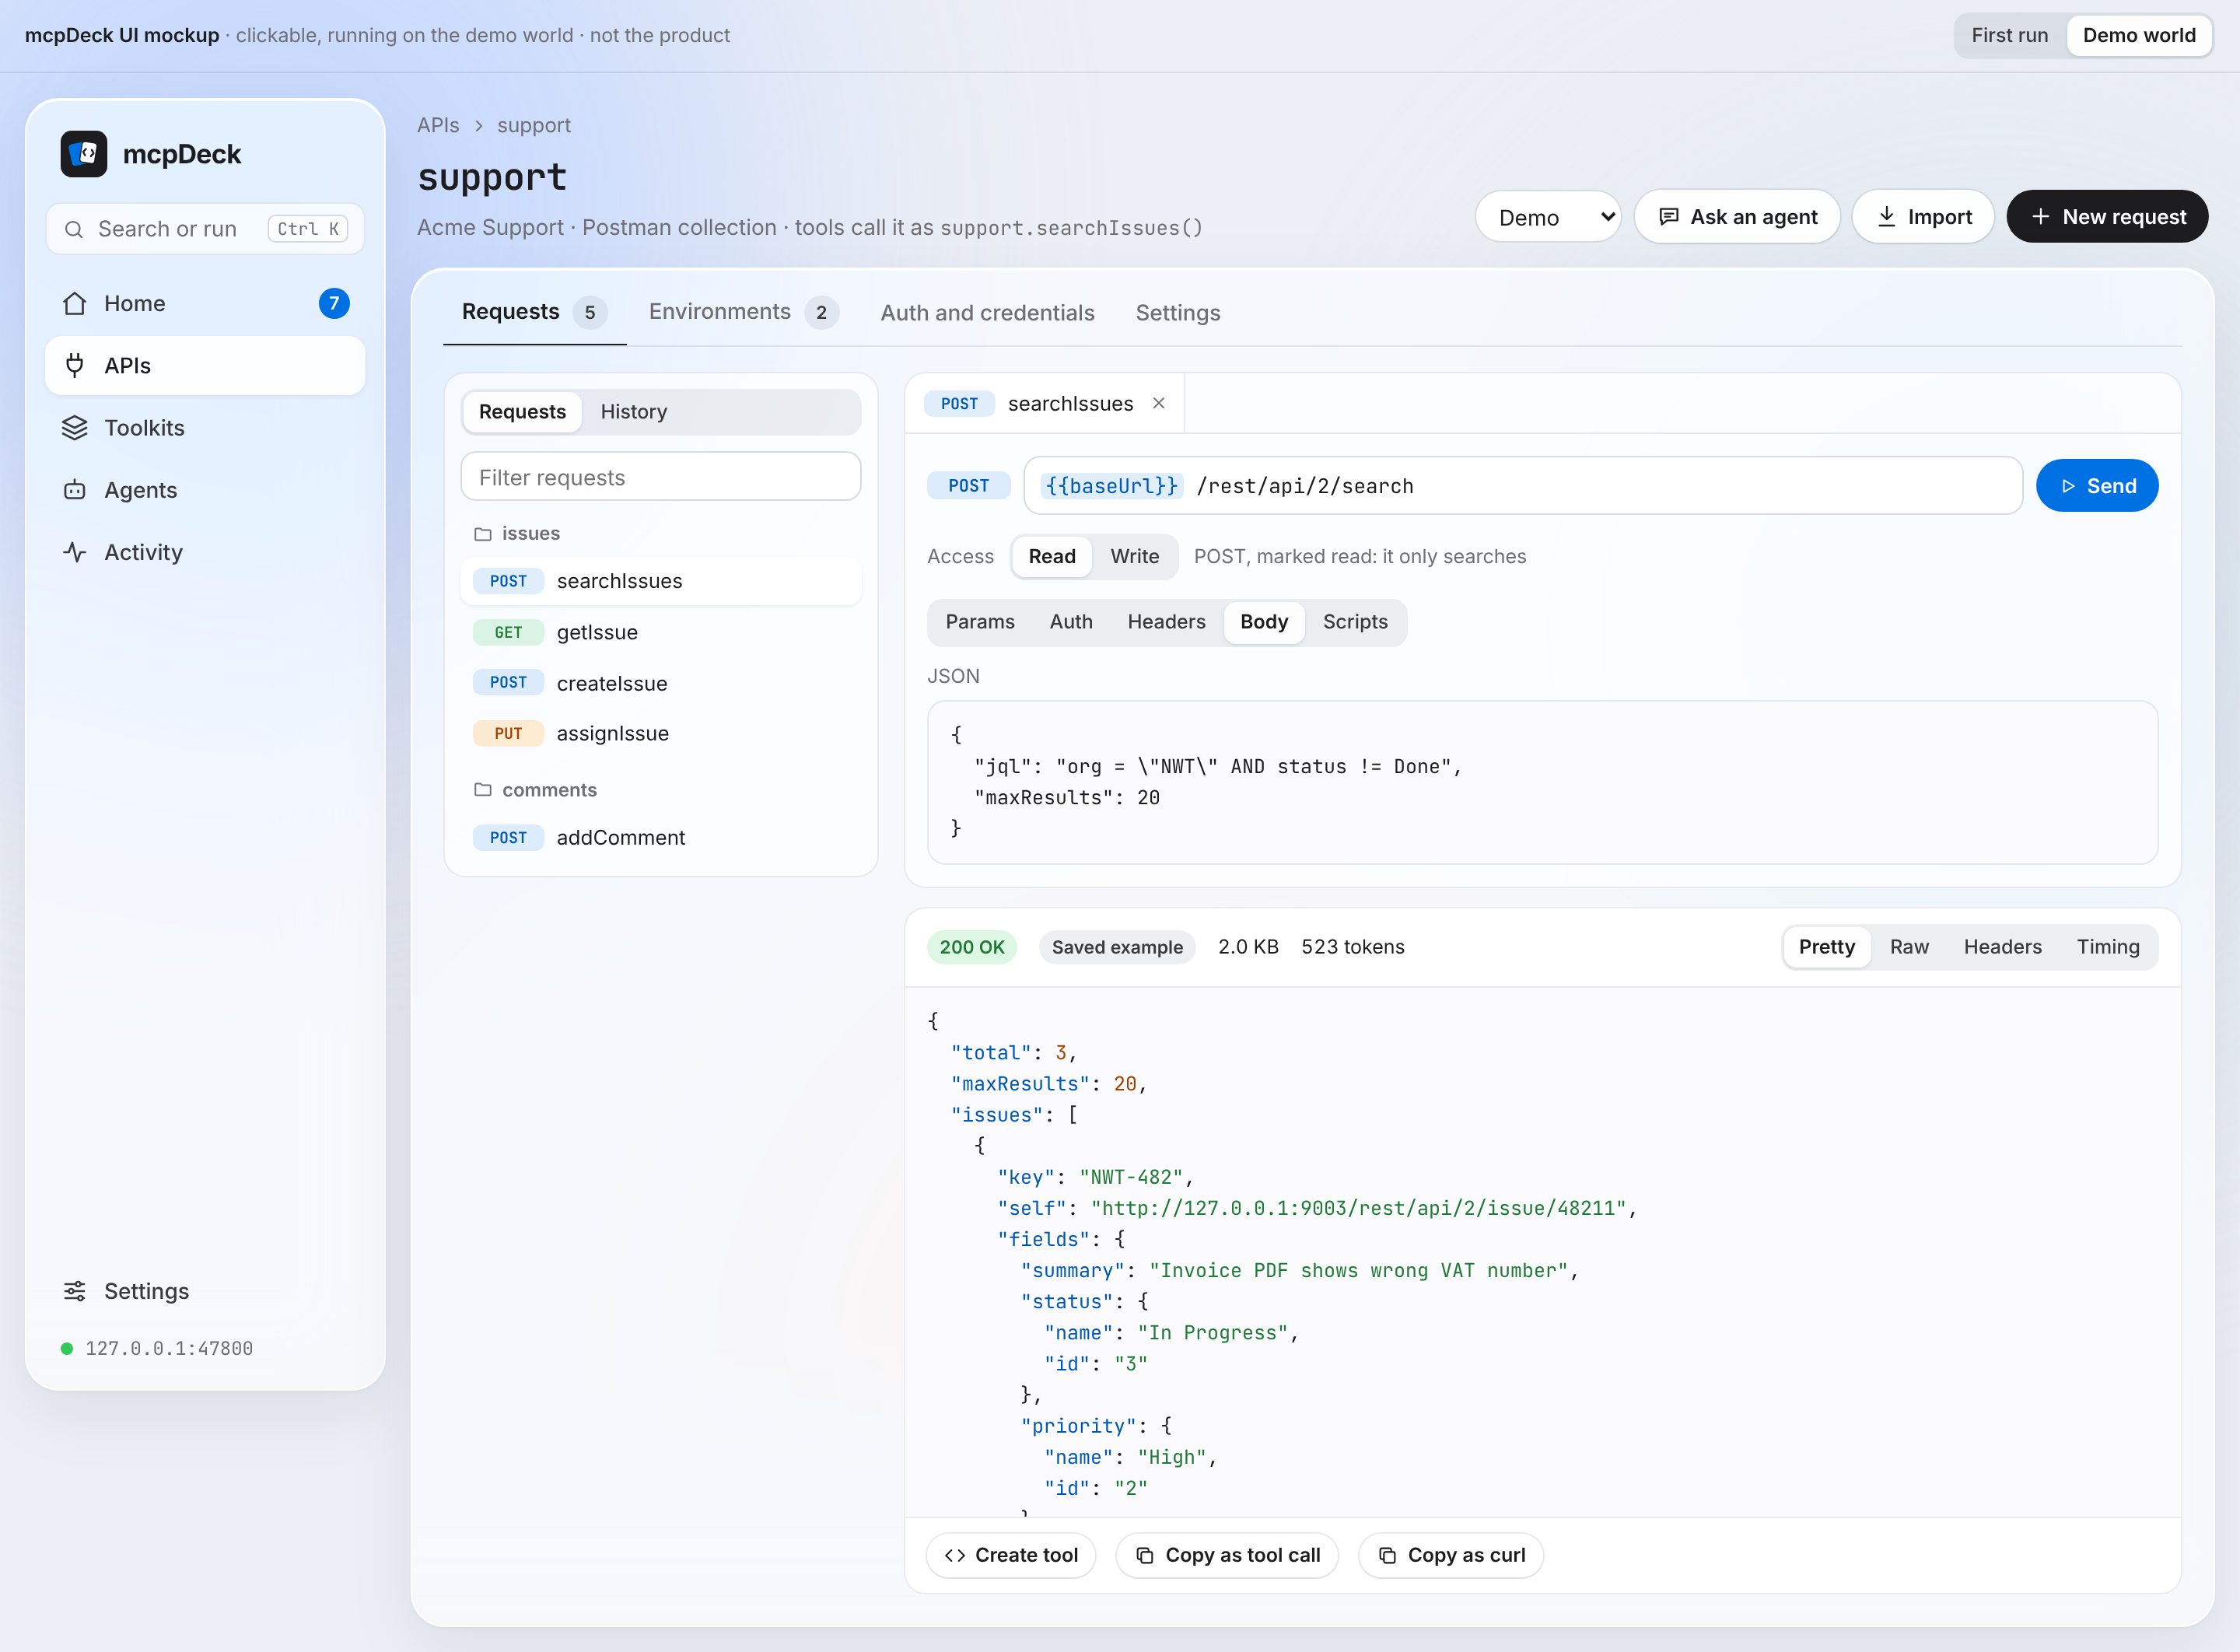 mcpDeck UI mockup · clickable, running on the demo world · not the product
First run
Demo world
mcpDeck
Search or run
Ctrl K
Home
7
APIs
Toolkits
Agents
Activity
Settings
127.0.0.1:47800
APIs > support
support
Acme Support · Postman collection · tools call it as support.searchIssues()
Demo
Ask an agent
Import
New request
Requests 5
Environments 2
Auth and credentials
Settings
Requests
History
Filter requests
issues
POST searchIssues
GET getIssue
POST createIssue
PUT assignIssue
comments
POST addComment
POST searchIssues ×
POST
{{baseUrl}} /rest/api/2/search
Send
Access
Read
Write
POST, marked read: it only searches
Params
Auth
Headers
Body
Scripts
JSON
{
"jql": "org = \"NWT\" AND status != Done",
"maxResults": 20
}
200 OK
Saved example
2.0 KB
523 tokens
Pretty
Raw
Headers
Timing
{
"total": 3,
"maxResults": 20,
"issues": [
{
"key": "NWT-482",
"self": "http://127.0.0.1:9003/rest/api/2/issue/48211",
"fields": {
"summary": "Invoice PDF shows wrong VAT number",
"status": {
"name": "In Progress",
"id": "3"
},
"priority": {
"name": "High",
"id": "2"
}
Create tool
Copy as tool call
Copy as curl